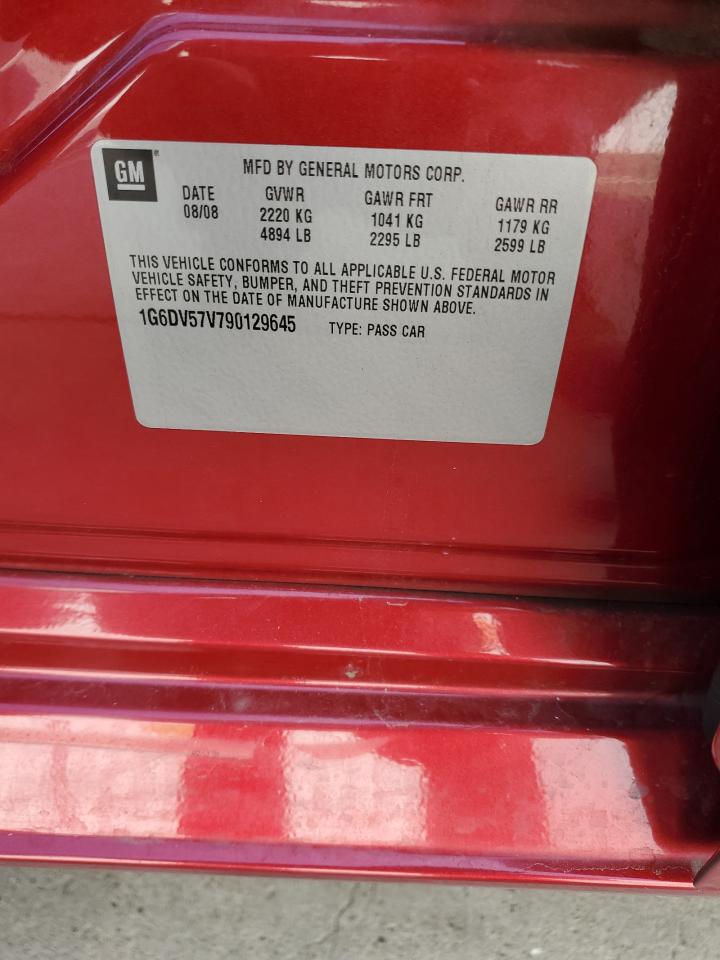 GM
MFD BY GENERAL MOTORS CORP.
DATE GVWR GAWR FRT GAWR RR
08/08 2220 KG 1041 KG 1179 KG
4894 LB 2295 LB 2599 LB
THIS VEHICLE CONFORMS TO ALL APPLICABLE U.S. FEDERAL MOTOR
VEHICLE SAFETY, BUMPER, AND THEFT PREVENTION STANDARDS IN
EFFECT ON THE DATE OF MANUFACTURE SHOWN ABOVE.
1G6DV57V790129645 TYPE: PASS CAR